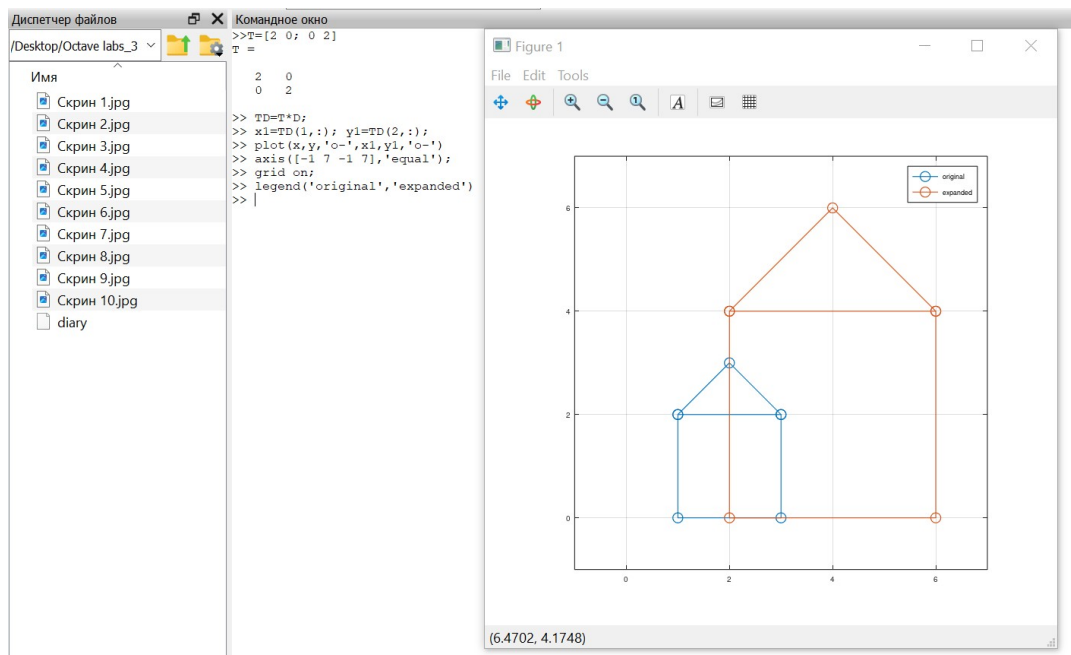 Диспетчер файлов
/Desktop/Octave labs_3
Имя
Скрин 1.jpg
Скрин 2.jpg
Скрин 3.jpg
Скрин 4.jpg
Скрин 5.jpg
Скрин 6.jpg
Скрин 7.jpg
Скрин 8.jpg
Скрин 9.jpg
Скрин 10.jpg
diary
Командное окно
>>T=[2 0; 0 2]
T =
2 0
0 2
>> TD=T*D;
>> x1=TD(1,:); y1=TD(2,:);
>> plot(x,y,'o-',x1,y1,'o-')
>> axis([-1 7 -1 7],'equal');
>> grid on;
>> legend('original','expanded')
>>
Figure 1
File Edit Tools
1 A
original
expanded
6
4
2
0
0 2 4 6
(6.4702, 4.1748)